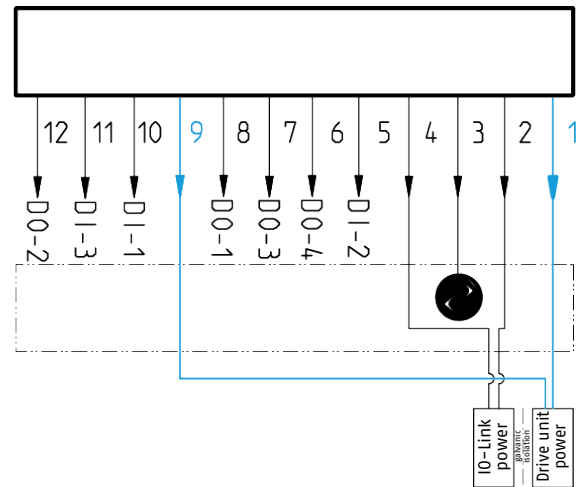 12 11 10 9 8 7 6 5 4 3 2 1
DO-2 DI-3 DI-1 DO-1 DO-3 DO-4 DI-2
IO-Link
power
galvanic
isolation
Drive unit
power